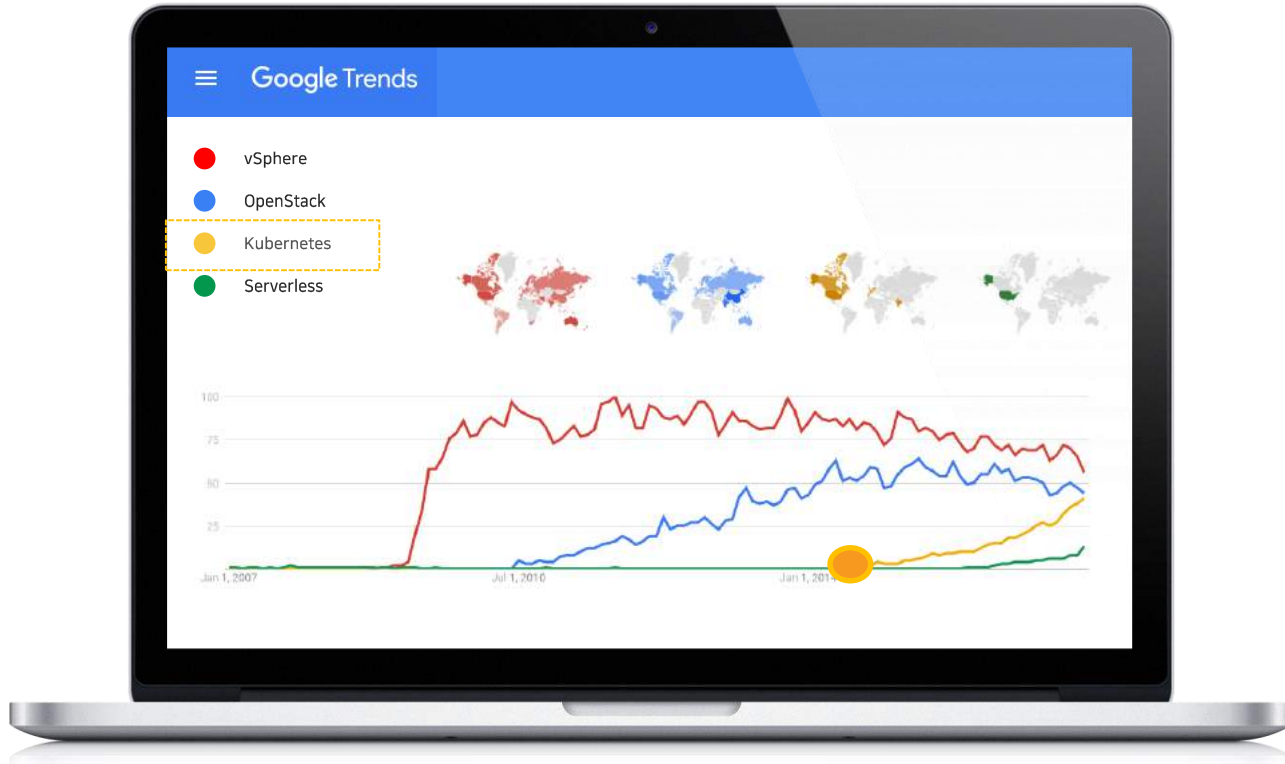 Google Trends
vSphere
OpenStack
Kubernetes
Serverless
100
75
50
25
Jan 1, 2007
Jul 1, 2010
Jan 1, 2014